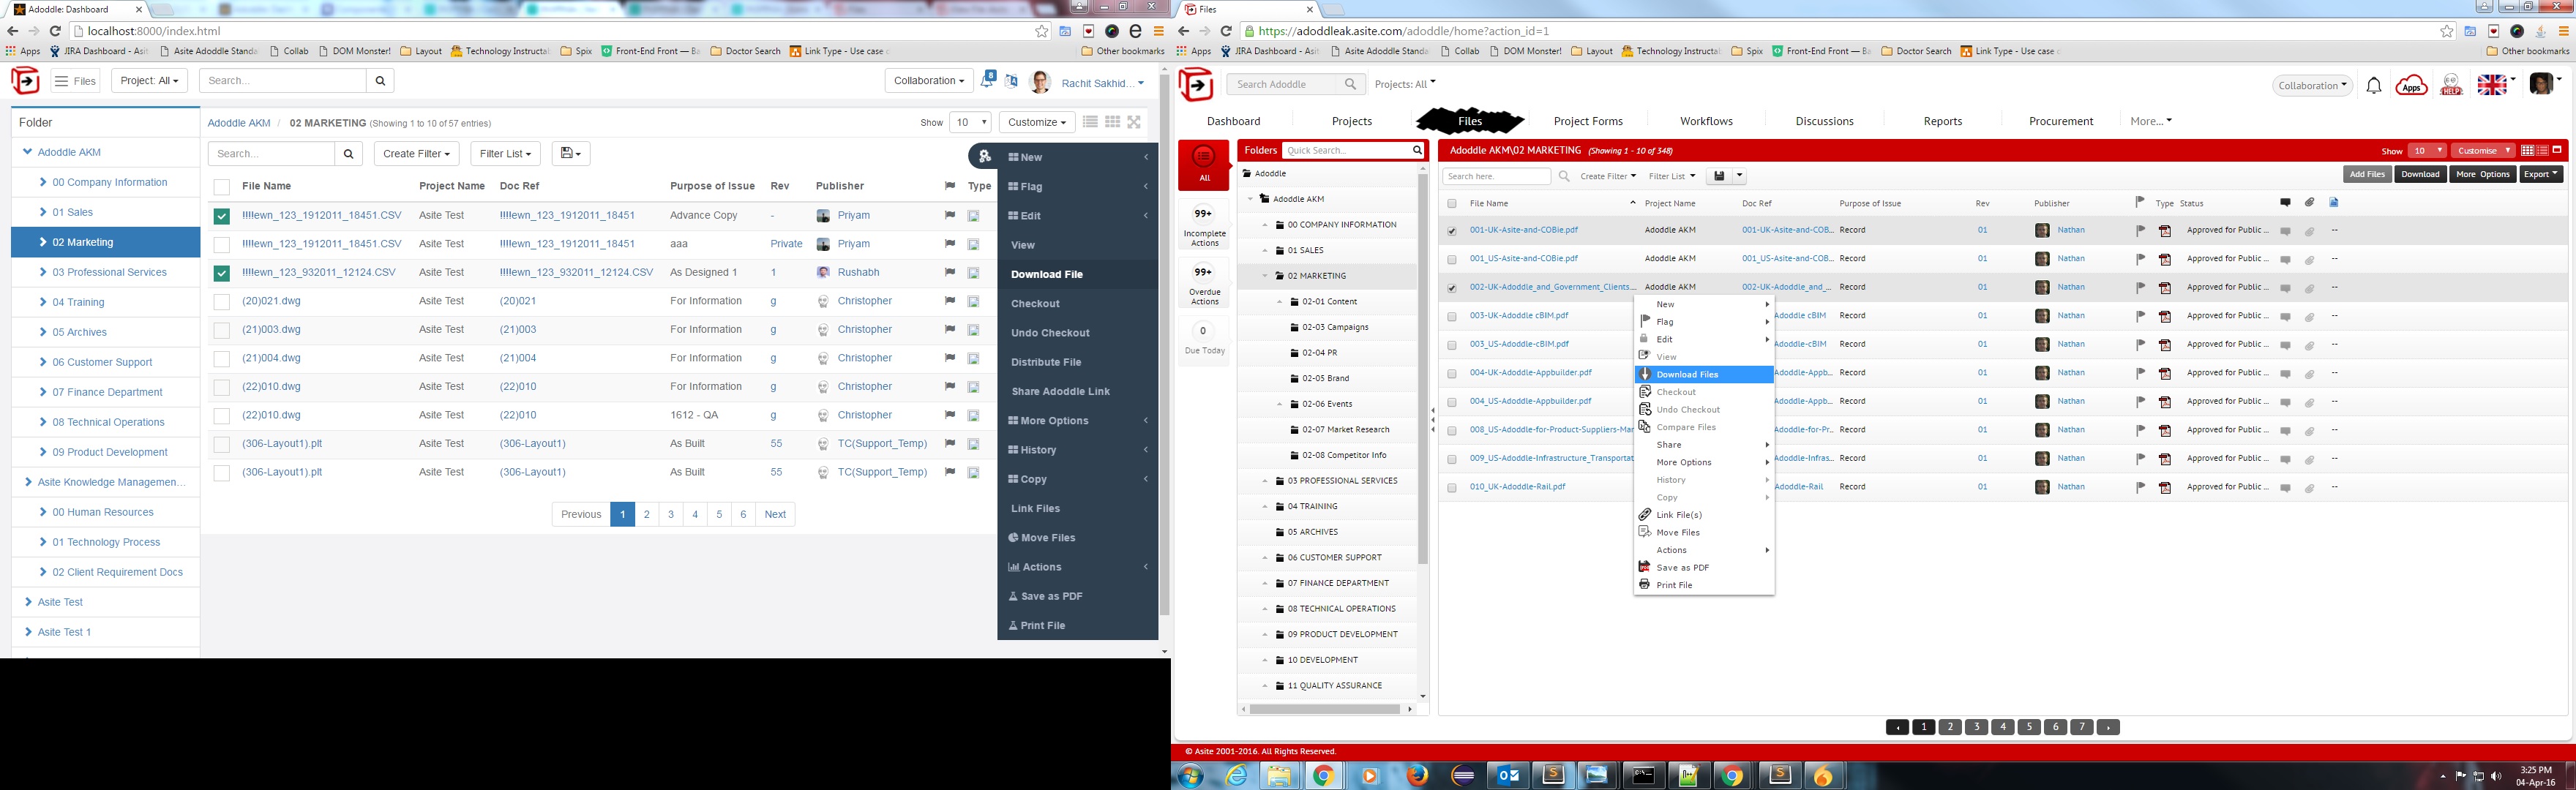 Adoddle: Dashboard
localhost:8000/index.html
Apps JIRA Dashboard - Asit Asite Adoddle Standa Collab DOM Monster! Layout Technology Instructat Spix Front-End Front — Ba Doctor Search Link Type - Use case o Other bookmarks
Files Project: All Search... Collaboration 8 Rachit Sakhid...
Folder
Adoddle AKM
00 Company Information
01 Sales
02 Marketing
03 Professional Services
04 Training
05 Archives
06 Customer Support
07 Finance Department
08 Technical Operations
09 Product Development
Asite Knowledge Managemen...
00 Human Resources
01 Technology Process
02 Client Requirement Docs
Asite Test
Asite Test 1
Adoddle AKM / 02 MARKETING (Showing 1 to 10 of 57 entries) Show 10 Customize
Search... Create Filter Filter List
File Name Project Name Doc Ref Purpose of Issue Rev Publisher Type
!!!!ewn_123_1912011_18451.CSV Asite Test !!!!ewn_123_1912011_18451 Advance Copy - Priyam
!!!!ewn_123_1912011_18451.CSV Asite Test !!!!ewn_123_1912011_18451 aaa Private Priyam
!!!!ewn_123_932011_12124.CSV Asite Test !!!!ewn_123_932011_12124.CSV As Designed 1 1 Rushabh
(20)021.dwg Asite Test (20)021 For Information g Christopher
(21)003.dwg Asite Test (21)003 For Information g Christopher
(21)004.dwg Asite Test (21)004 For Information g Christopher
(22)010.dwg Asite Test (22)010 For Information g Christopher
(22)010.dwg Asite Test (22)010 1612 - QA g Christopher
(306-Layout1).plt Asite Test (306-Layout1) As Built 55 TC(Support_Temp)
(306-Layout1).plt Asite Test (306-Layout1) As Built 55 TC(Support_Temp)
Previous 1 2 3 4 5 6 Next
New
Flag
Edit
View
Download File
Checkout
Undo Checkout
Distribute File
Share Adoddle Link
More Options
History
Copy
Link Files
Move Files
Actions
Save as PDF
Print File
Files
https://adoddleak.asite.com/adoddle/home?action_id=1
Apps JIRA Dashboard - Asit Asite Adoddle Standa Collab DOM Monster! Layout Technology Instructat Spix Front-End Front — Ba Doctor Search Link Type - Use case o Other bookmarks
Search Adoddle Projects: All Collaboration Apps HELP
Dashboard Projects Files Project Forms Workflows Discussions Reports Procurement More...
All
99+
Incomplete
Actions
99+
Overdue
Actions
0
Due Today
Folders Quick Search...
Adoddle
Adoddle AKM
00 COMPANY INFORMATION
01 SALES
02 MARKETING
02-01 Content
02-03 Campaigns
02-04 PR
02-05 Brand
02-06 Events
02-07 Market Research
02-08 Competitor Info
03 PROFESSIONAL SERVICES
04 TRAINING
05 ARCHIVES
06 CUSTOMER SUPPORT
07 FINANCE DEPARTMENT
08 TECHNICAL OPERATIONS
09 PRODUCT DEVELOPMENT
10 DEVELOPMENT
11 QUALITY ASSURANCE
Adoddle AKM\02 MARKETING (Showing 1 - 10 of 348) Show 10 Customise
Search here. Create Filter Filter List Add Files Download More Options Export
File Name Project Name Doc Ref Purpose of Issue Rev Publisher Type Status
001-UK-Asite-and-COBie.pdf Adoddle AKM 001-UK-Asite-and-COB... Record 01 Nathan Approved for Public ... --
001_US-Asite-and-COBie.pdf Adoddle AKM 001_US-Asite-and-COB... Record 01 Nathan Approved for Public ... --
002-UK-Adoddle_and_Government_Clients... Adoddle AKM 002-UK-Adoddle_and_... Record 01 Nathan Approved for Public ... --
003-UK-Adoddle cBIM.pdf Adoddle cBIM Record 01 Nathan Approved for Public ... --
003_US-Adoddle-cBIM.pdf Adoddle-cBIM Record 01 Nathan Approved for Public ... --
004-UK-Adoddle-Appbuilder.pdf Adoddle-Appb... Record 01 Nathan Approved for Public ... --
004_US-Adoddle-Appbuilder.pdf Adoddle-Appb... Record 01 Nathan Approved for Public ... --
008_US-Adoddle-for-Product-Suppliers-Mar Adoddle-for-Pr... Record 01 Nathan Approved for Public ... --
009_US-Adoddle-Infrastructure_Transportat Adoddle-Infras... Record 01 Nathan Approved for Public ... --
010_UK-Adoddle-Rail.pdf Adoddle-Rail Record 01 Nathan Approved for Public ... --
New
Flag
Edit
View
Download Files
Checkout
Undo Checkout
Compare Files
Share
More Options
History
Copy
Link File(s)
Move Files
Actions
Save as PDF
Print File
1 2 3 4 5 6 7
© Asite 2001-2016. All Rights Reserved.
3:25 PM
04-Apr-16